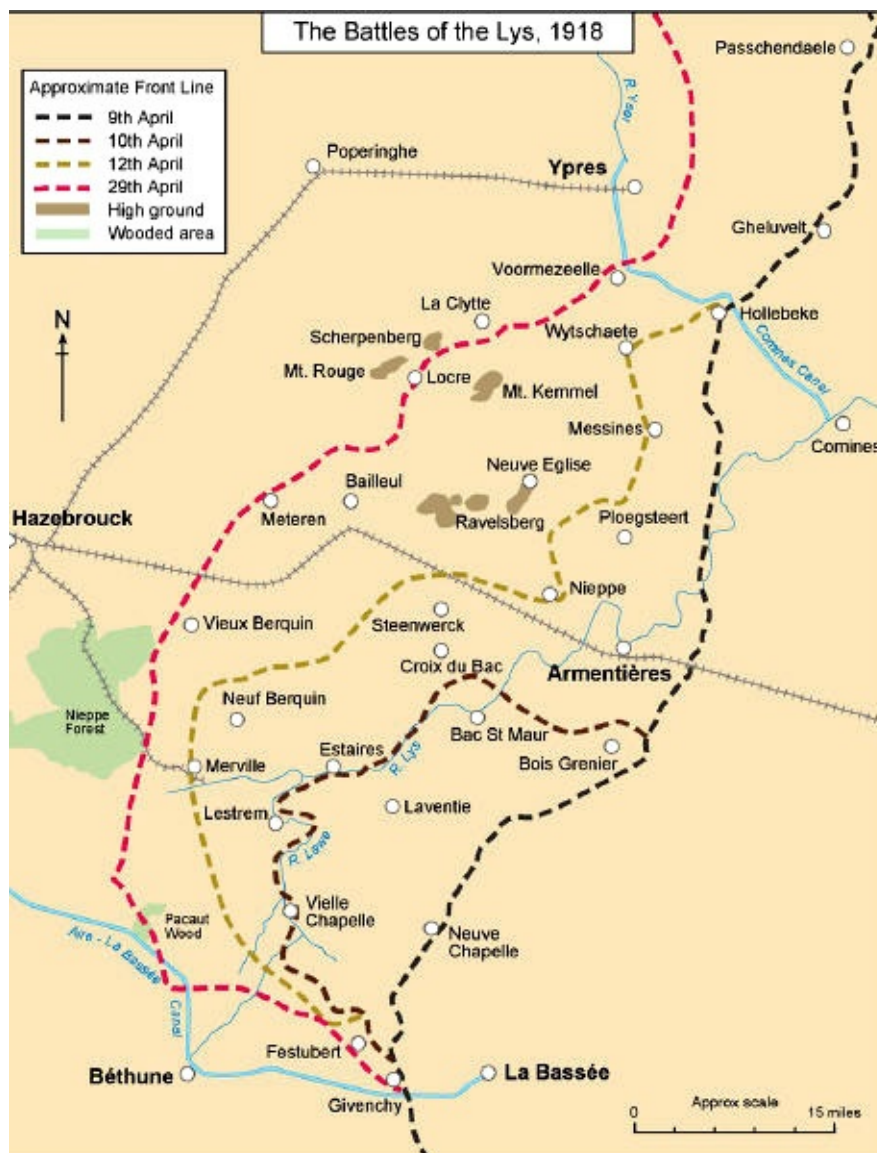 The Battles of the Lys, 1918
Passchendaele
Approximate Front Line
9th April
10th April
12th April
29th April
High ground
Wooded area
R. Yser
Poperinghe
Ypres
Gheluvelt
Voormezeelle
La Clytte
Hollebeke
N
Scherpenberg
Wytschaete
Comines Canal
Mt. Rouge
Locre
Mt. Kemmel
Messines
Comines
Neuve Eglise
Bailleul
Hazebrouck
Meteren
Ravelsberg
Ploegsteert
Nieppe
Vieux Berquin
Steenwerck
Croix du Bac
Armentières
Neuf Berquin
Nieppe
Forest
Bac St Maur
Estaires
R. Lys
Bois Grenier
Merville
Lestrem
Laventie
R. Lawe
Vielle
Chapelle
Pacaut
Wood
Neuve
Chapelle
Aire - La Bassée
Canal
Festubert
Béthune
La Bassée
Givenchy
Approx scale
0
15 miles